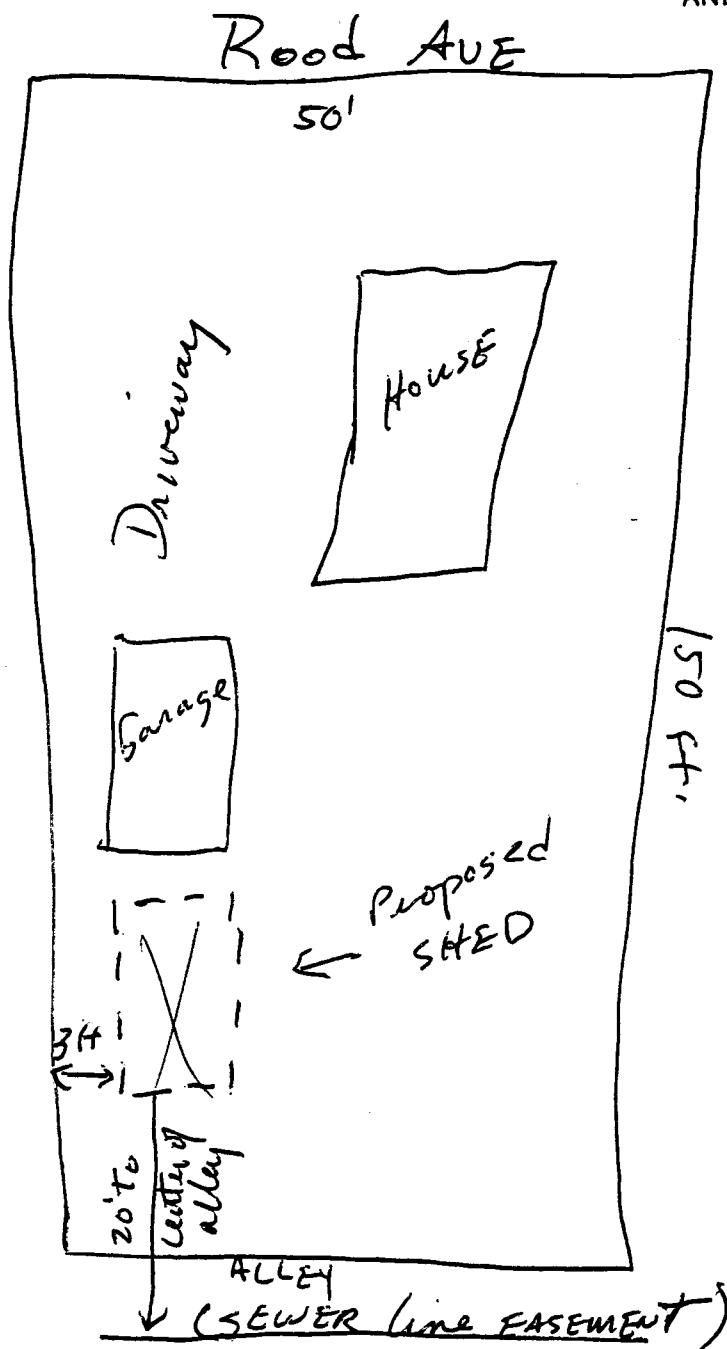 Rood AVE
50'
Driveway
HOUSE
Garage
150 ft.
Proposed
SHED
3ft
20' to
center of
alley
ALLEY
(SEWER line EASEMENT)